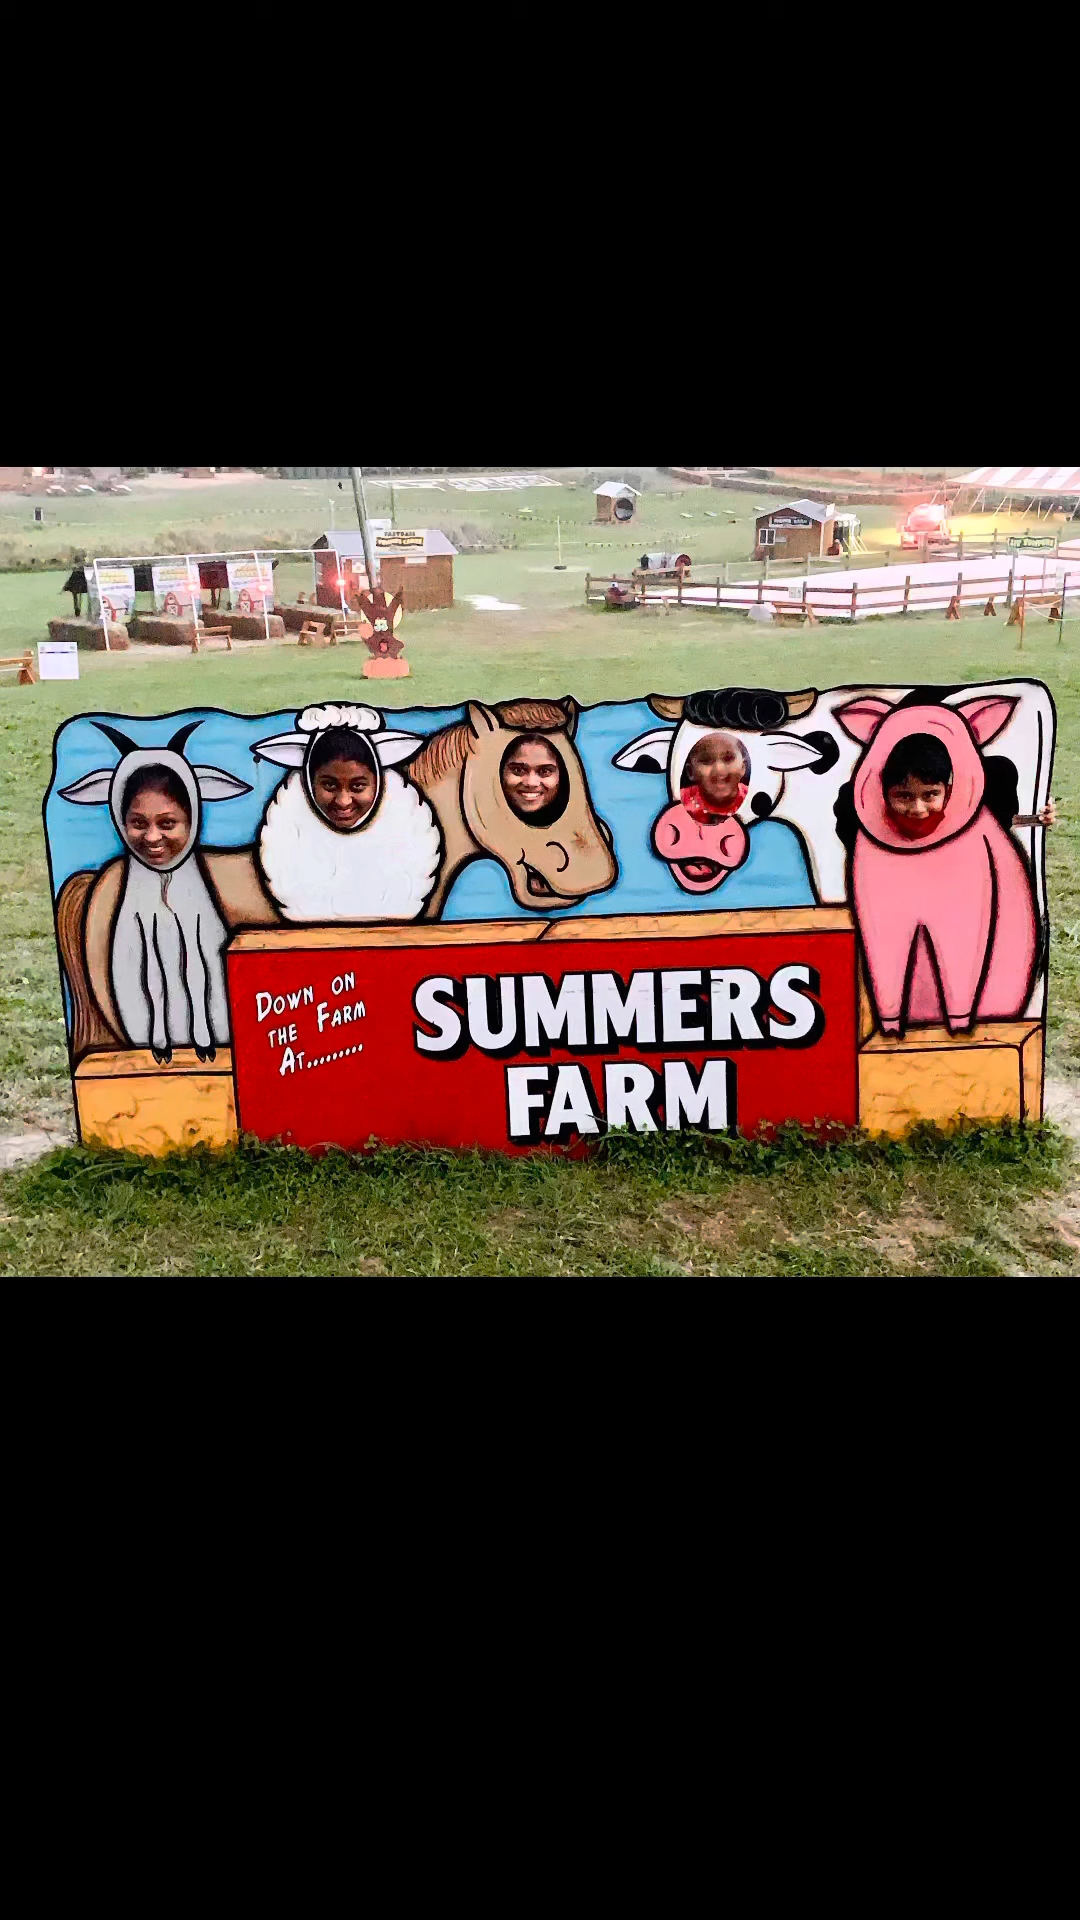 DOWN ON
THE FARM
AT.........
SUMMERS
FARM